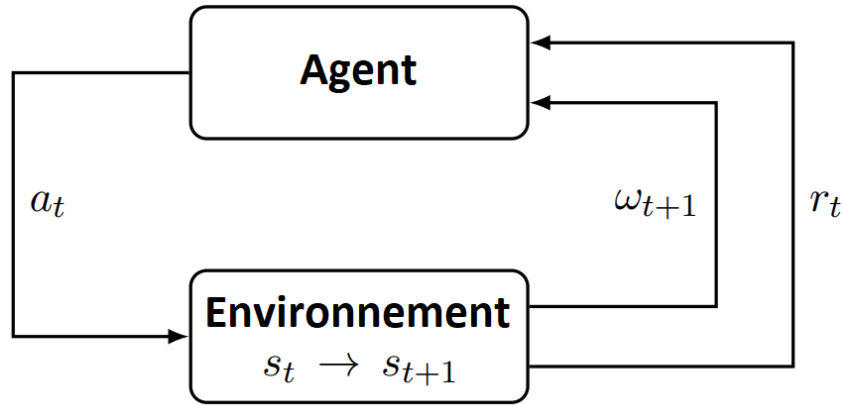 Agent
a_t
ω_{t+1}
r_t
Environnement
s_t → s_{t+1}